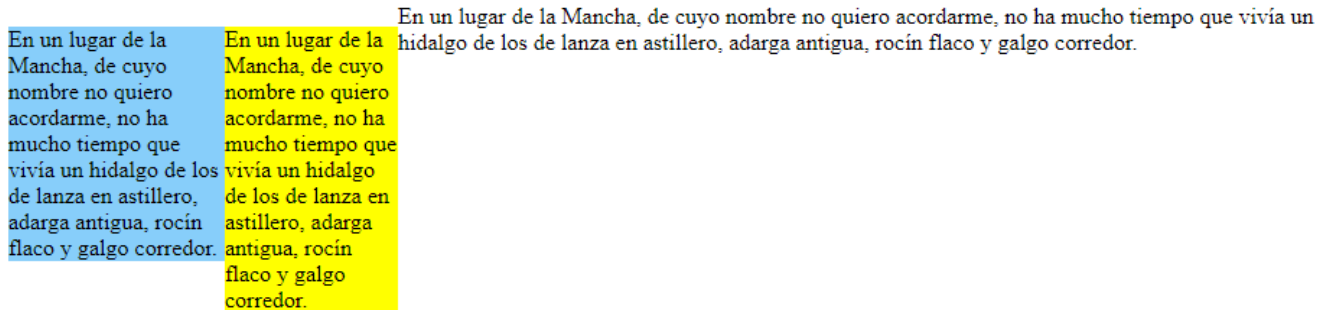 En un lugar de la
Mancha, de cuyo
nombre no quiero
acordarme, no ha
mucho tiempo que
vivía un hidalgo de los
de lanza en astillero,
adarga antigua, rocín
flaco y galgo corredor.
En un lugar de la
Mancha, de cuyo
nombre no quiero
acordarme, no ha
mucho tiempo que
vivía un hidalgo
de los de lanza en
astillero, adarga
antigua, rocín
flaco y galgo
corredor.
En un lugar de la Mancha, de cuyo nombre no quiero acordarme, no ha mucho tiempo que vivía un
hidalgo de los de lanza en astillero, adarga antigua, rocín flaco y galgo corredor.